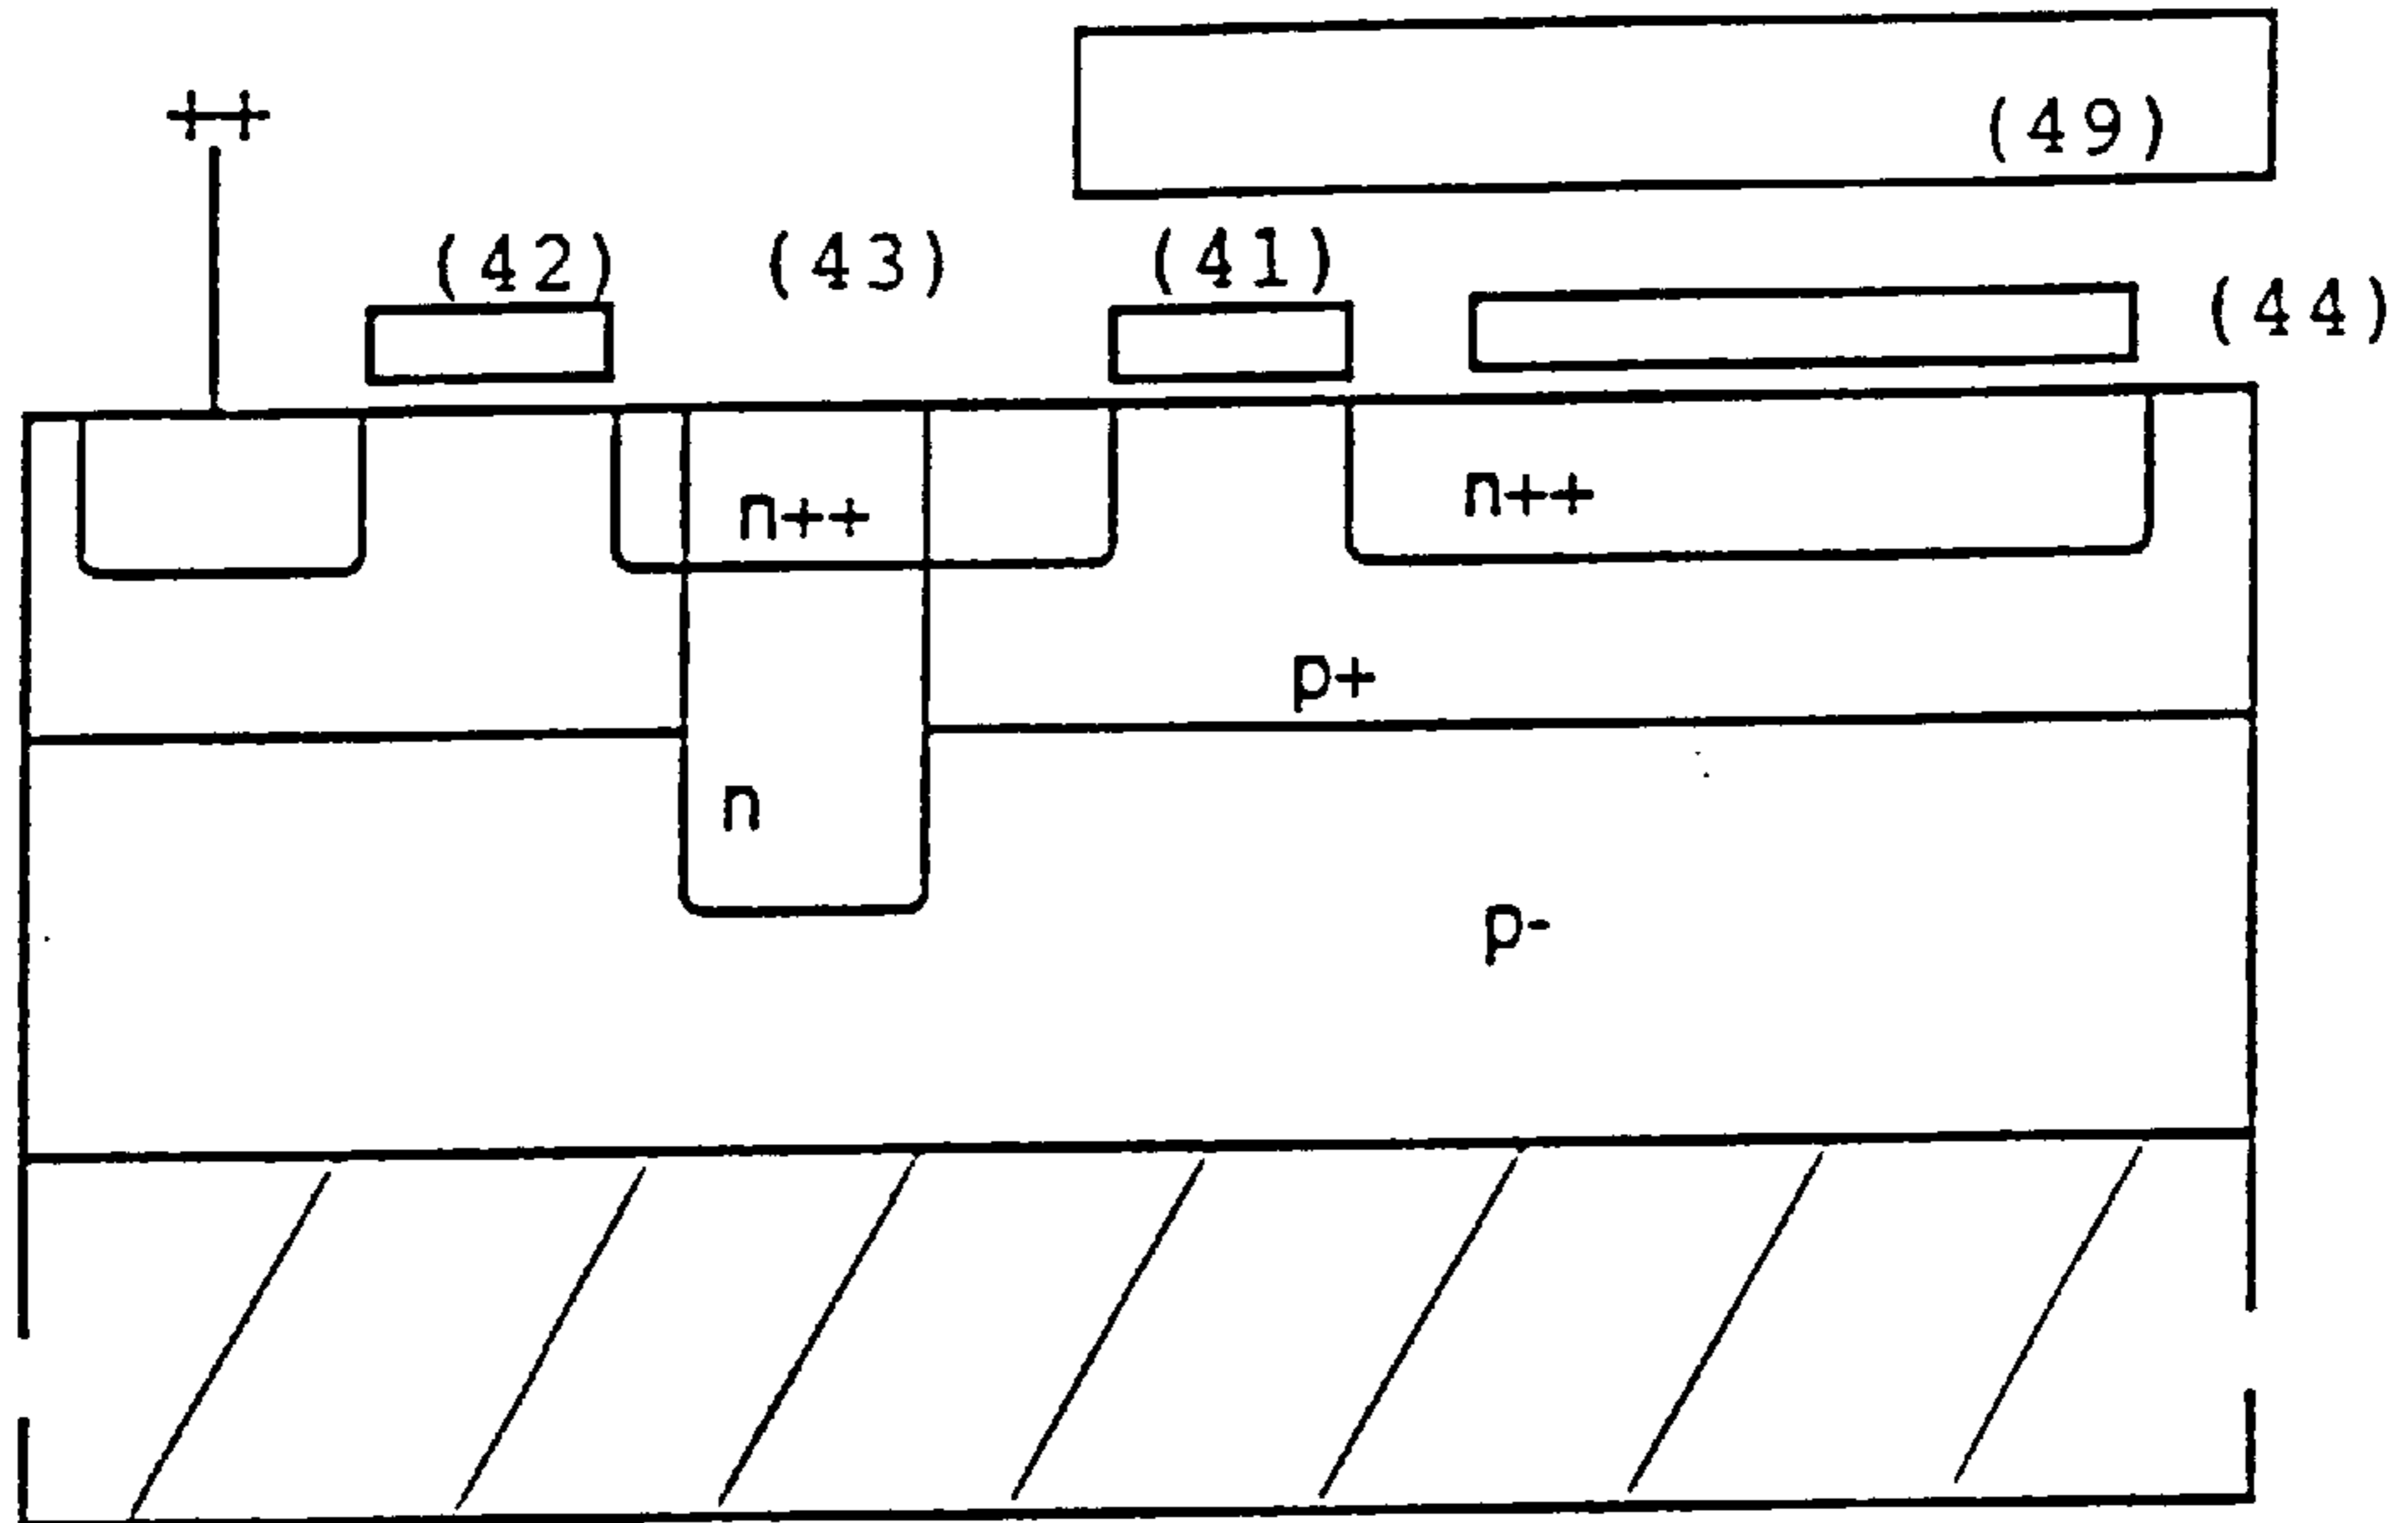 ++
(49)
(42) (43) (41)
(44)
n++ n++
p+
n
p-